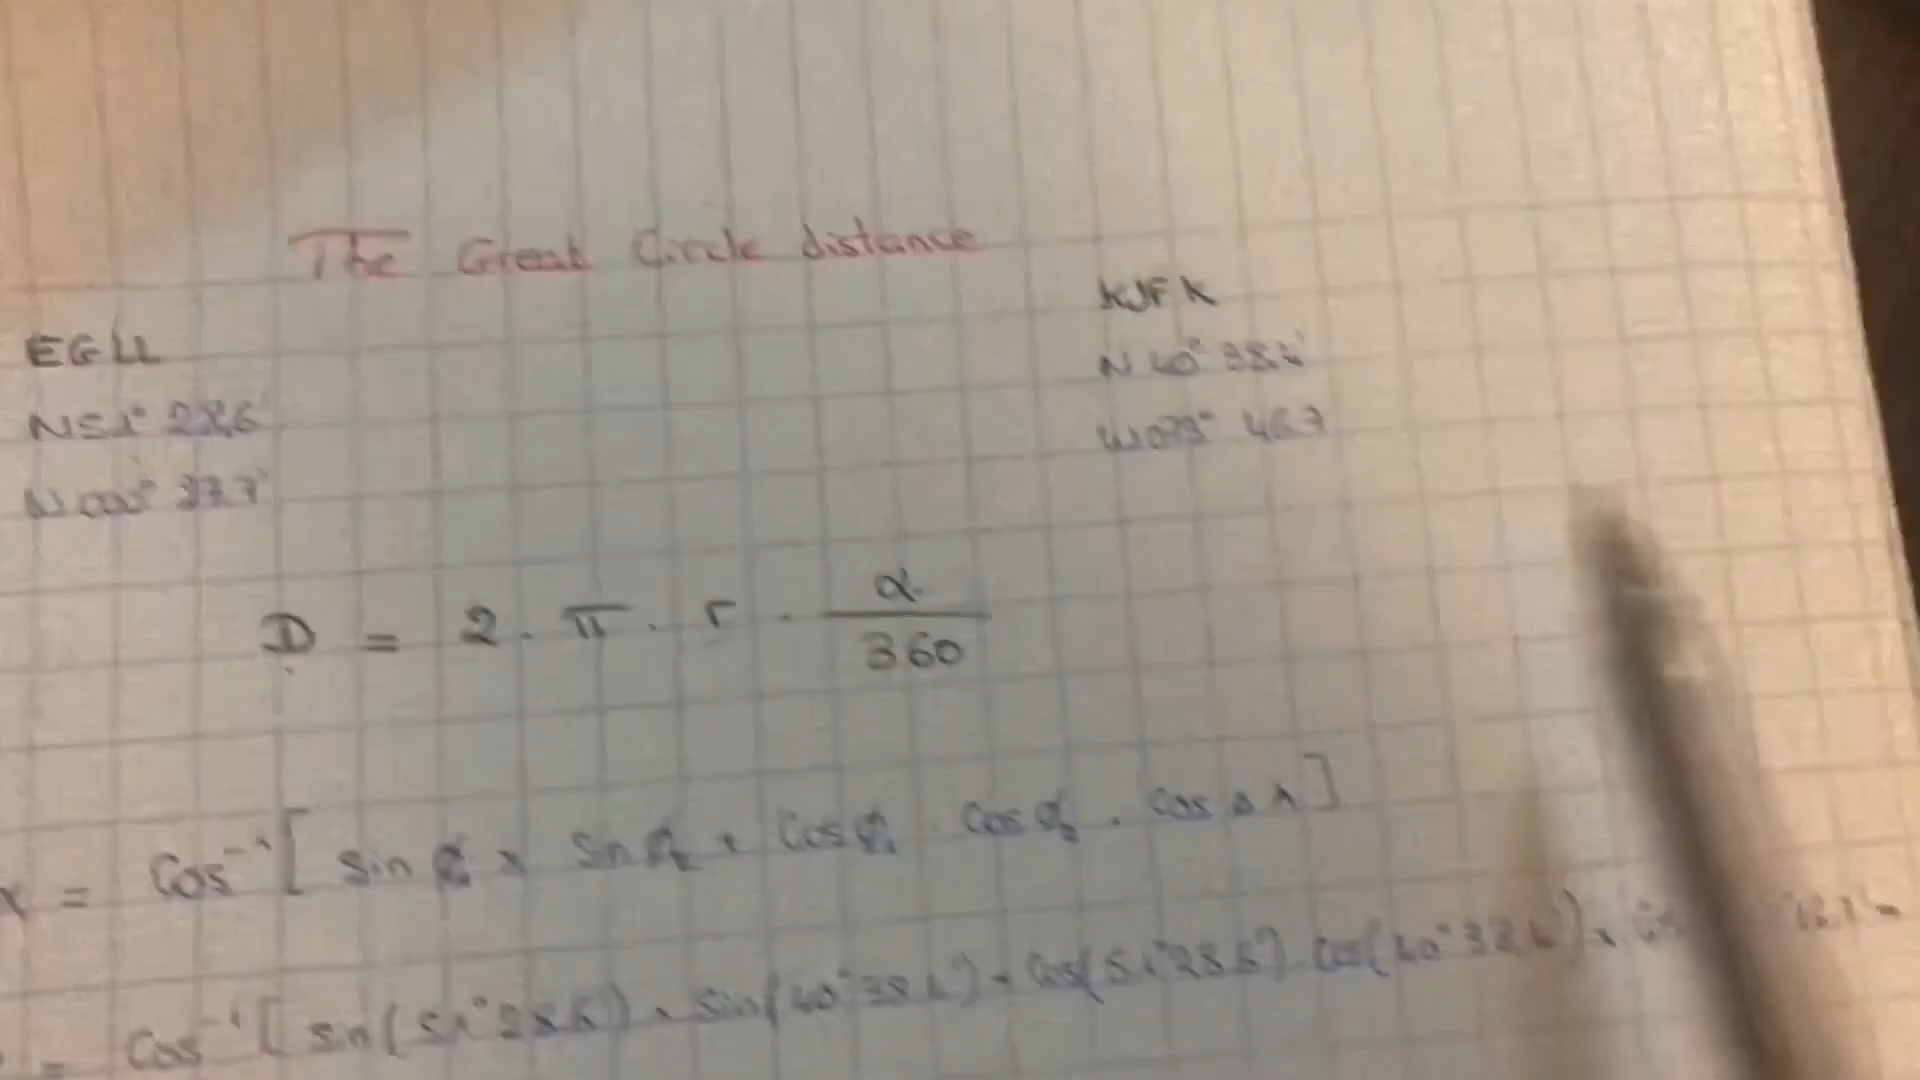 The Great Circle distance
EGLL
N51° 28.6'
W000° 27.7'
KJFK
N 40° 38.4'
W073° 46.7
D = 2 . π . r . α / 360
α = Cos⁻¹ [ sin φ₁ x sin φ₂ + Cos φ₁ . Cos φ₂ . Cos Δλ ]
= Cos⁻¹ [ sin(51°28.6') x sin(40°38.4') + Cos(51°28.6') . Cos(40°38.4') x